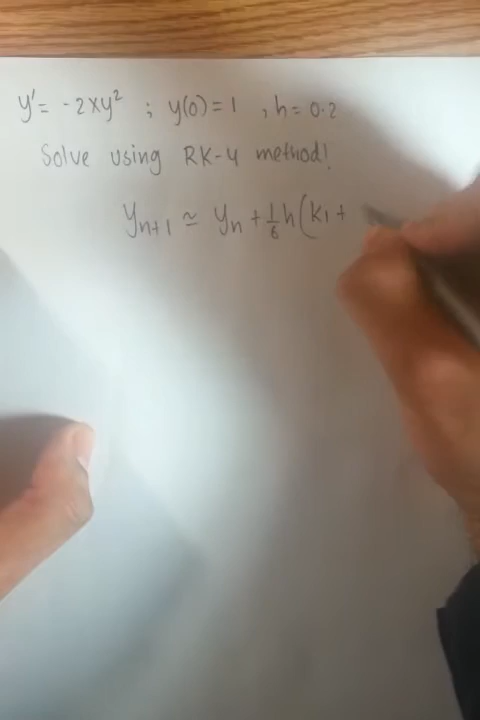 y' = -2xy² ; y(0) = 1 , h = 0.2
Solve using RK-4 method!
yₙ₊₁ ≃ yₙ + 1/6 h(k₁ +